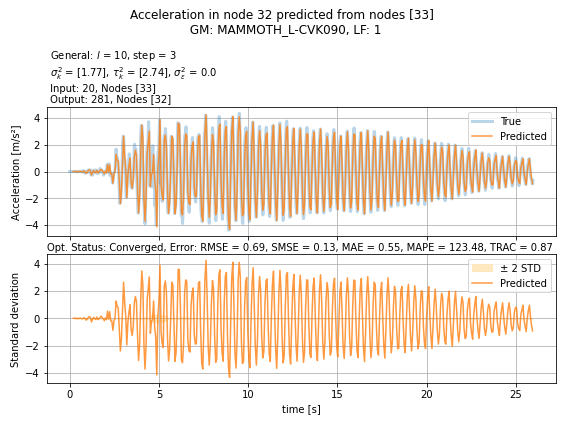 Acceleration in node 32 predicted from nodes [33]
GM: MAMMOTH_L-CVK090, LF: 1
General: l = 10, step = 3
σ²ₖ = [1.77], τ²ₖ = [2.74], σ²ε = 0.0
Input: 20, Nodes [33]
Output: 281, Nodes [32]
Acceleration [m/s²]
4
2
0
−2
−4
True
Predicted
Opt. Status: Converged, Error: RMSE = 0.69, SMSE = 0.13, MAE = 0.55, MAPE = 123.48, TRAC = 0.87
Standard deviation
4
2
0
−2
−4
± 2 STD
Predicted
0 5 10 15 20 25
time [s]